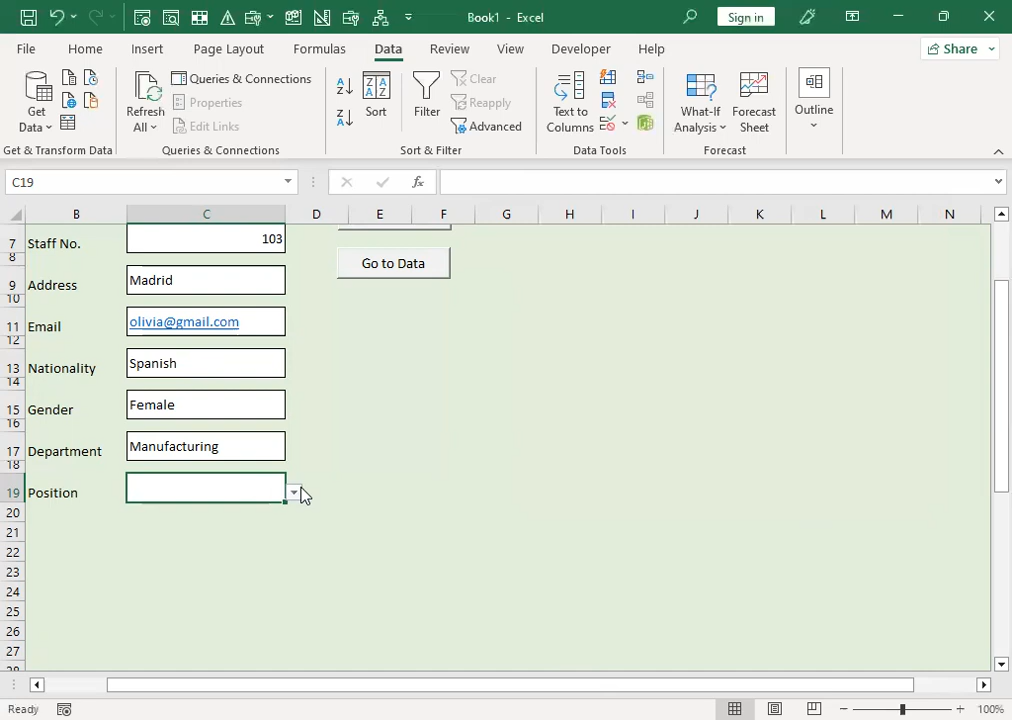 Book1 - Excel
Sign in
File Home Insert Page Layout Formulas Data Review View Developer Help Share
Get Data
Refresh All
Queries & Connections
Properties
Edit Links
Sort
Filter
Clear
Reapply
Advanced
Text to Columns
What-If Analysis
Forecast Sheet
Outline
Get & Transform Data Queries & Connections Sort & Filter Data Tools Forecast
C19 fx
B C D E F G H I J K L M N
7 Staff No. 103
8
Go to Data
9 Address Madrid
10
11 Email olivia@gmail.com
12
13 Nationality Spanish
14
15 Gender Female
16
17 Department Manufacturing
18
19 Position
20
21
22
23
24
25
26
27
28
Ready 100%